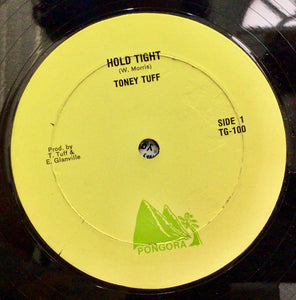 HOLD TIGHT
(W. Morris)
TONEY TUFF
SIDE 1
TG-100
Prod. by
T. Tuff &
E. Glanville
PONGORA